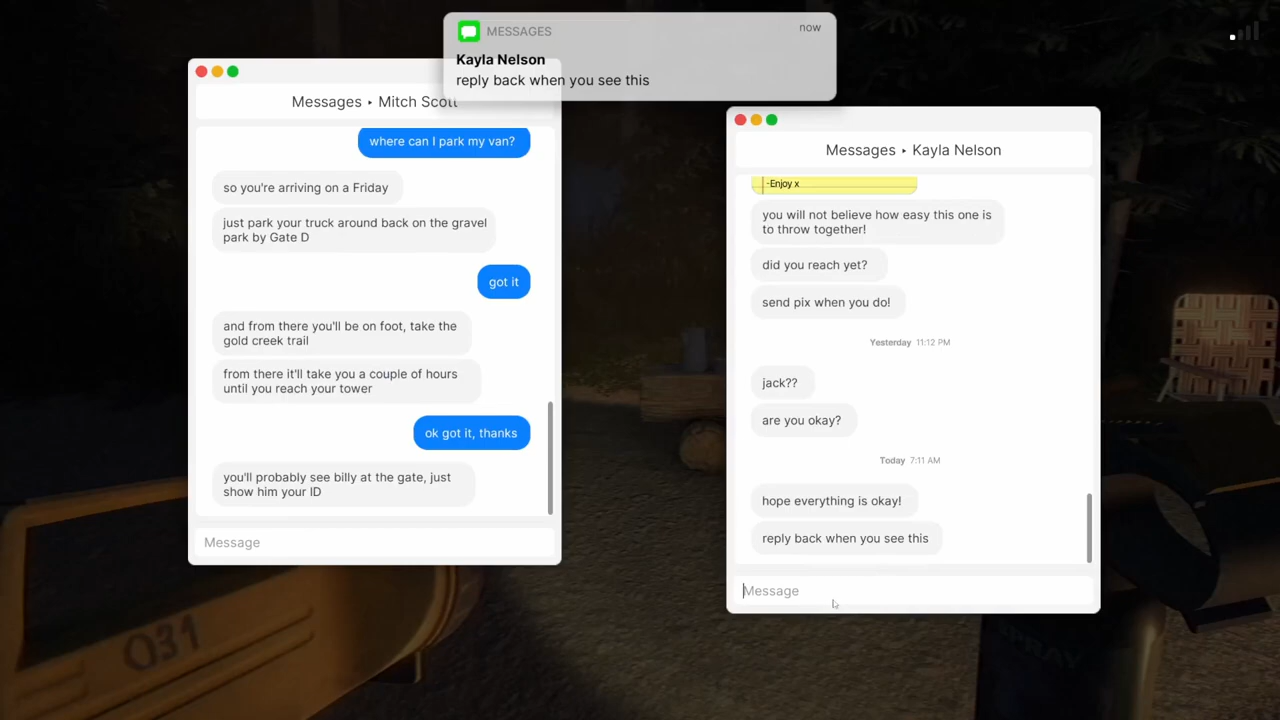 MESSAGES
now
Kayla Nelson
reply back when you see this
Messages ▸ Mitch Scott
where can I park my van?
so you're arriving on a Friday
just park your truck around back on the gravel
park by Gate D
got it
and from there you'll be on foot, take the
gold creek trail
from there it'll take you a couple of hours
until you reach your tower
ok got it, thanks
you'll probably see billy at the gate, just
show him your ID
Message
Messages ▸ Kayla Nelson
-Enjoy x
you will not believe how easy this one is
to throw together!
did you reach yet?
send pix when you do!
Yesterday 11:12 PM
jack??
are you okay?
Today 7:11 AM
hope everything is okay!
reply back when you see this
Message
031
SPRAY